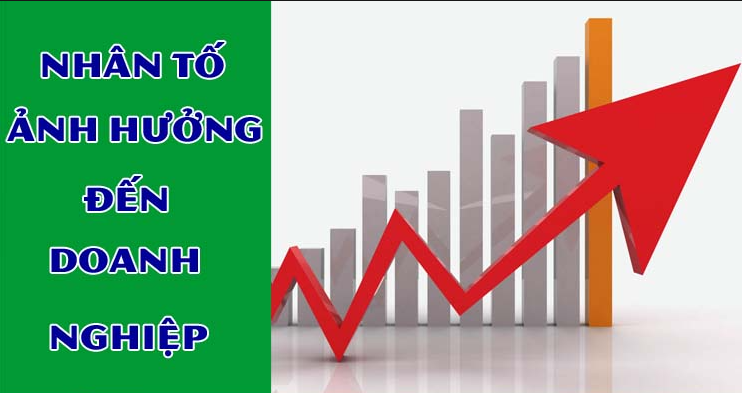 NHÂN TỐ
ẢNH HƯỞNG
ĐẾN
DOANH
NGHIỆP